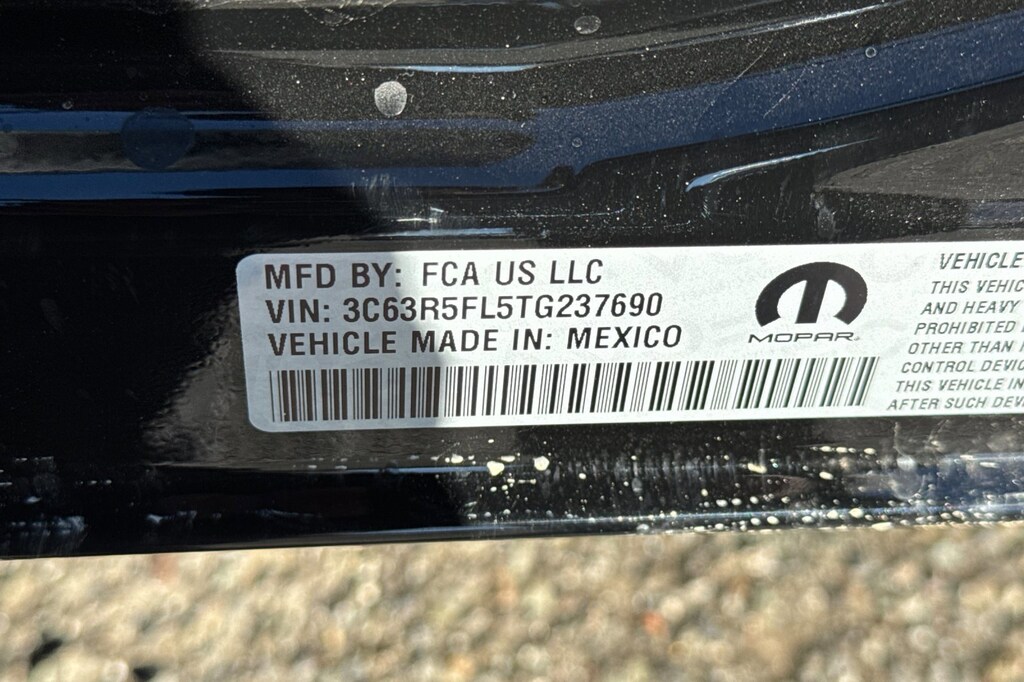 MFD BY: FCA US LLC
VIN: 3C63R5FL5TG237690
VEHICLE MADE IN: MEXICO
MOPAR
VEHICLE
THIS VEHIC
AND HEAVY
PROHIBITED
OTHER THAN
CONTROL DEVIC
THIS VEHICLE IN
AFTER SUCH DEV